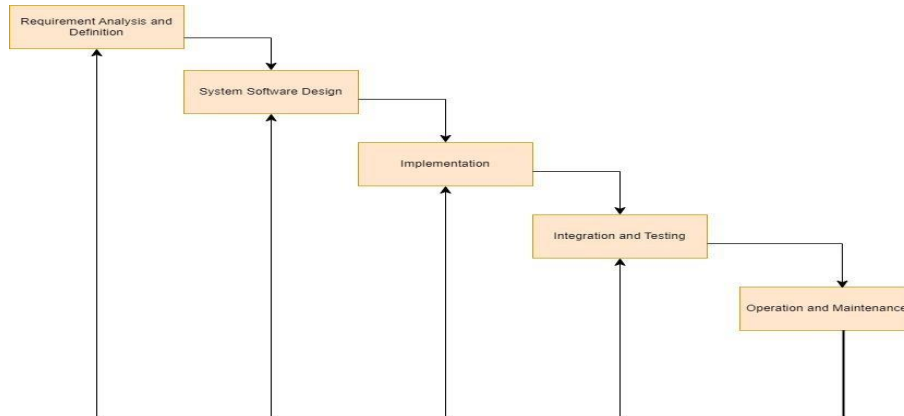 Requirement Analysis and
Definition
System Software Design
Implementation
Integration and Testing
Operation and Maintenance